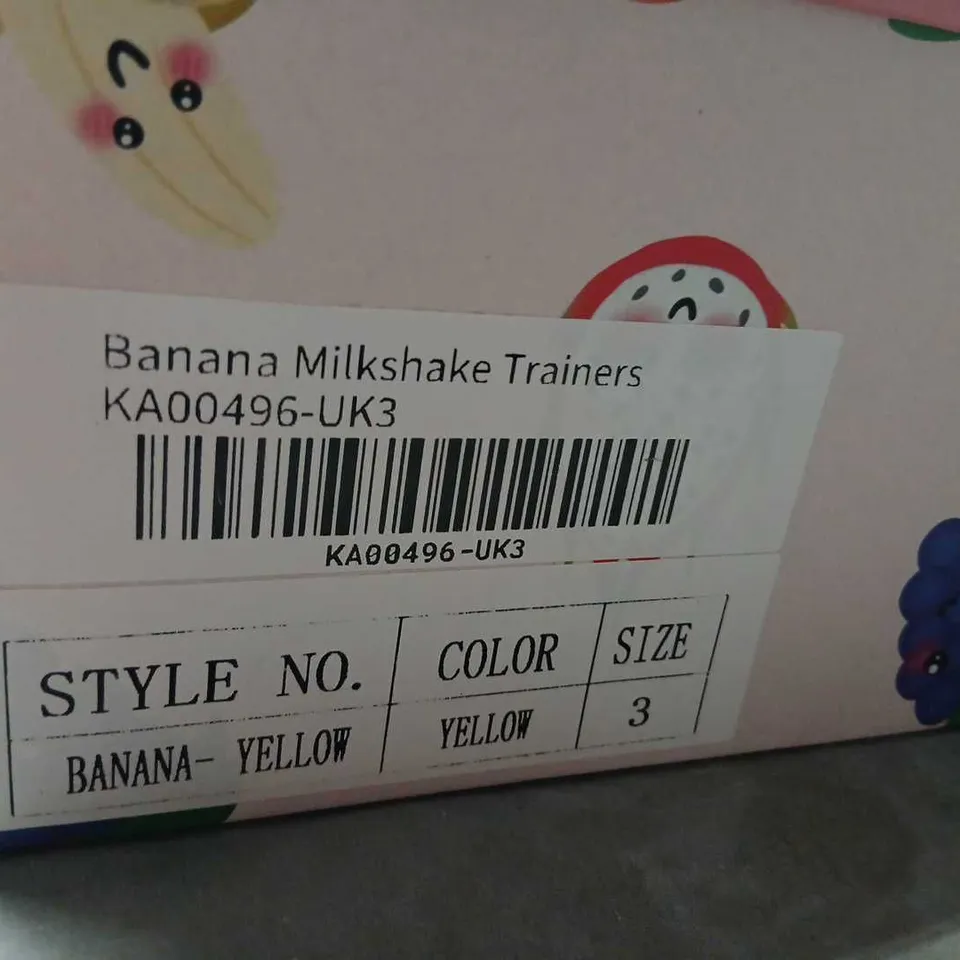 Banana Milkshake Trainers
KA00496-UK3
KA00496-UK3
STYLE NO. COLOR SIZE
BANANA- YELLOW YELLOW 3